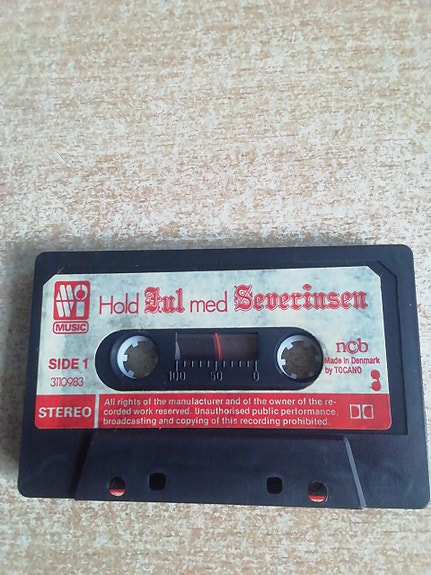 MOWI
MUSIC
Hold Jul med Severinsen
SIDE 1
3110983
ncb
Made in Denmark
by TOCANO
100 50 0
STEREO
All rights of the manufacturer and of the owner of the re-
corded work reserved. Unauthorised public performance,
broadcasting and copying of this recording prohibited.